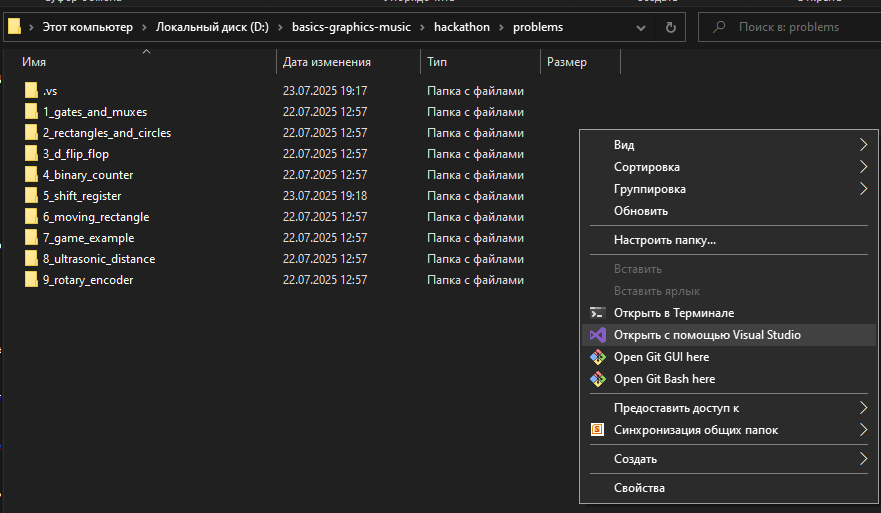 Этот компьютер > Локальный диск (D:) > basics-graphics-music > hackathon > problems
Поиск в: problems
Имя Дата изменения Тип Размер
.vs 23.07.2025 19:17 Папка с файлами
1_gates_and_muxes 22.07.2025 12:57 Папка с файлами
2_rectangles_and_circles 22.07.2025 12:57 Папка с файлами
3_d_flip_flop 22.07.2025 12:57 Папка с файлами
4_binary_counter 22.07.2025 12:57 Папка с файлами
5_shift_register 23.07.2025 19:18 Папка с файлами
6_moving_rectangle 22.07.2025 12:57 Папка с файлами
7_game_example 22.07.2025 12:57 Папка с файлами
8_ultrasonic_distance 22.07.2025 12:57 Папка с файлами
9_rotary_encoder 22.07.2025 12:57 Папка с файлами
Вид
Сортировка
Группировка
Обновить
Настроить папку...
Вставить
Вставить ярлык
Открыть в Терминале
Открыть с помощью Visual Studio
Open Git GUI here
Open Git Bash here
Предоставить доступ к
Синхронизация общих папок
Создать
Свойства